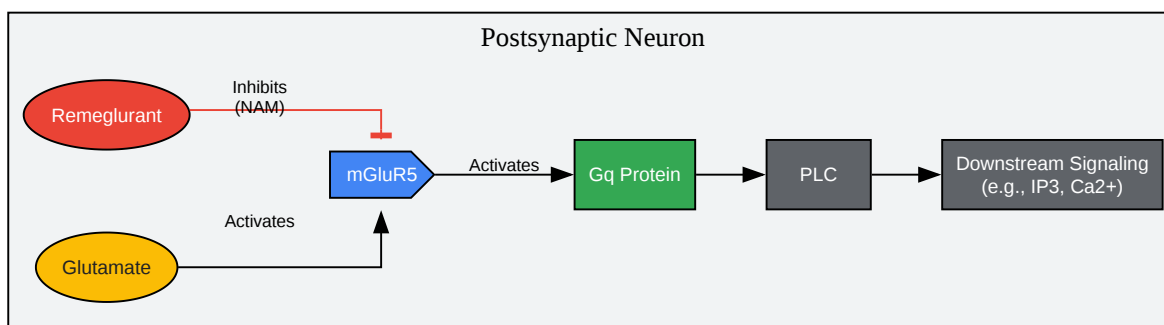 Postsynaptic Neuron
Inhibits
(NAM)
Remeglurant
mGluR5
Activates
Gq Protein
PLC
Downstream Signaling
(e.g., IP3, Ca2+)
Activates
Glutamate